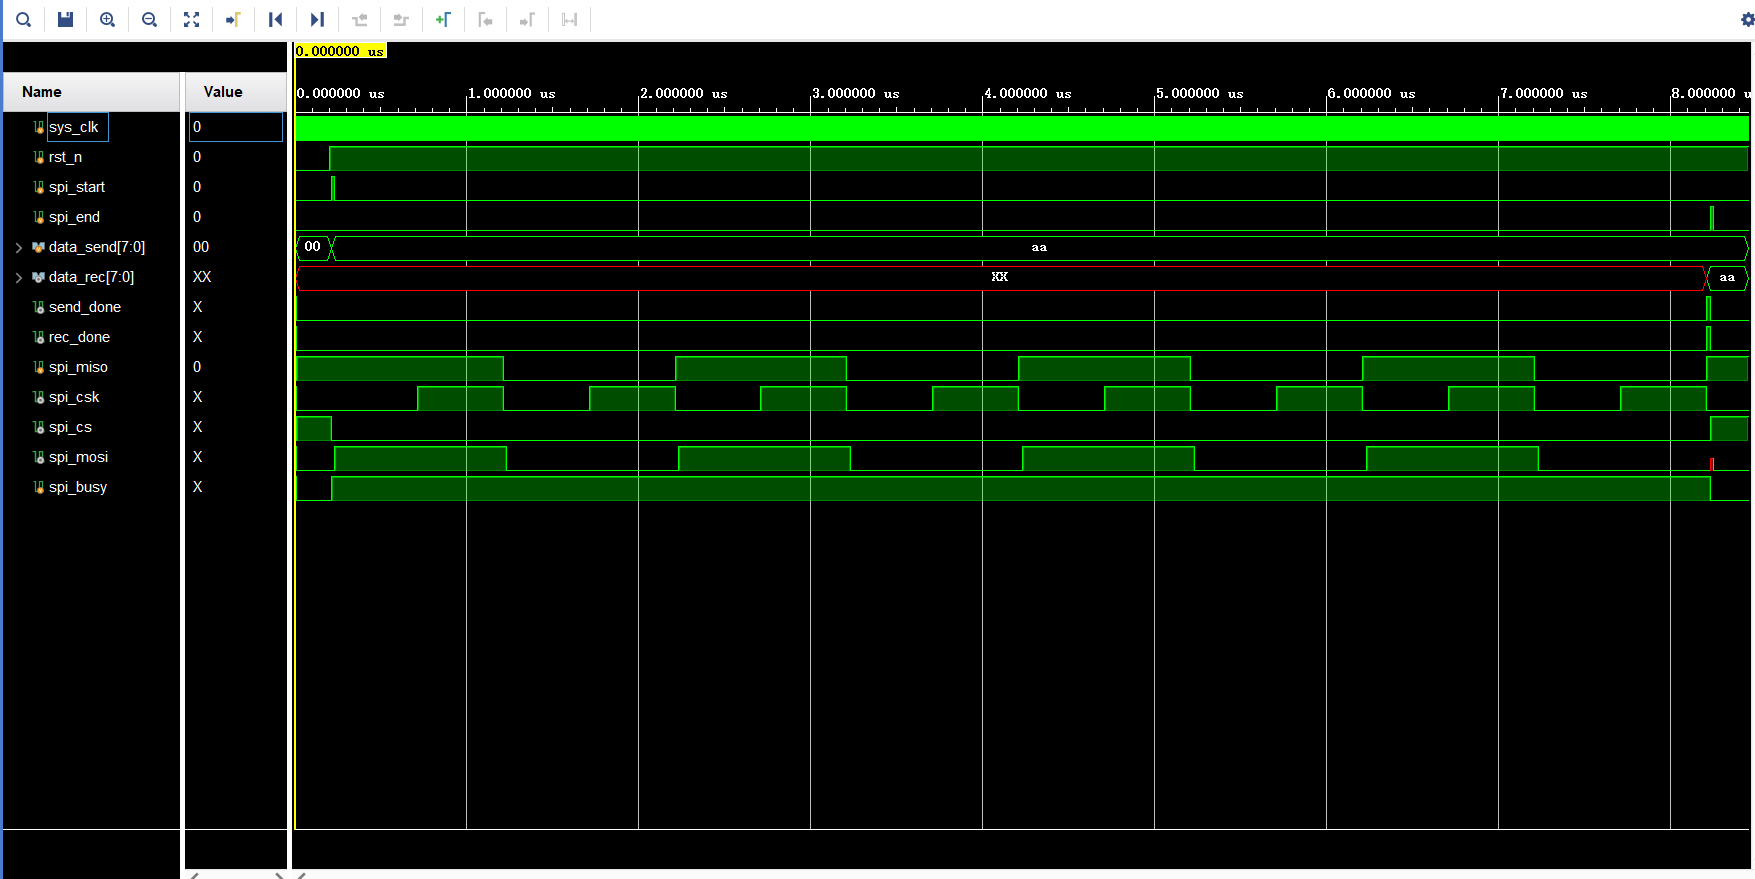 0.000000 us
Name Value
0.000000 us 1.000000 us 2.000000 us 3.000000 us 4.000000 us 5.000000 us 6.000000 us 7.000000 us 8.000000 u
sys_clk 0
rst_n 0
spi_start 0
spi_end 0
data_send[7:0] 00 00 aa
data_rec[7:0] XX XX aa
send_done X
rec_done X
spi_miso 0
spi_csk X
spi_cs X
spi_mosi X
spi_busy X